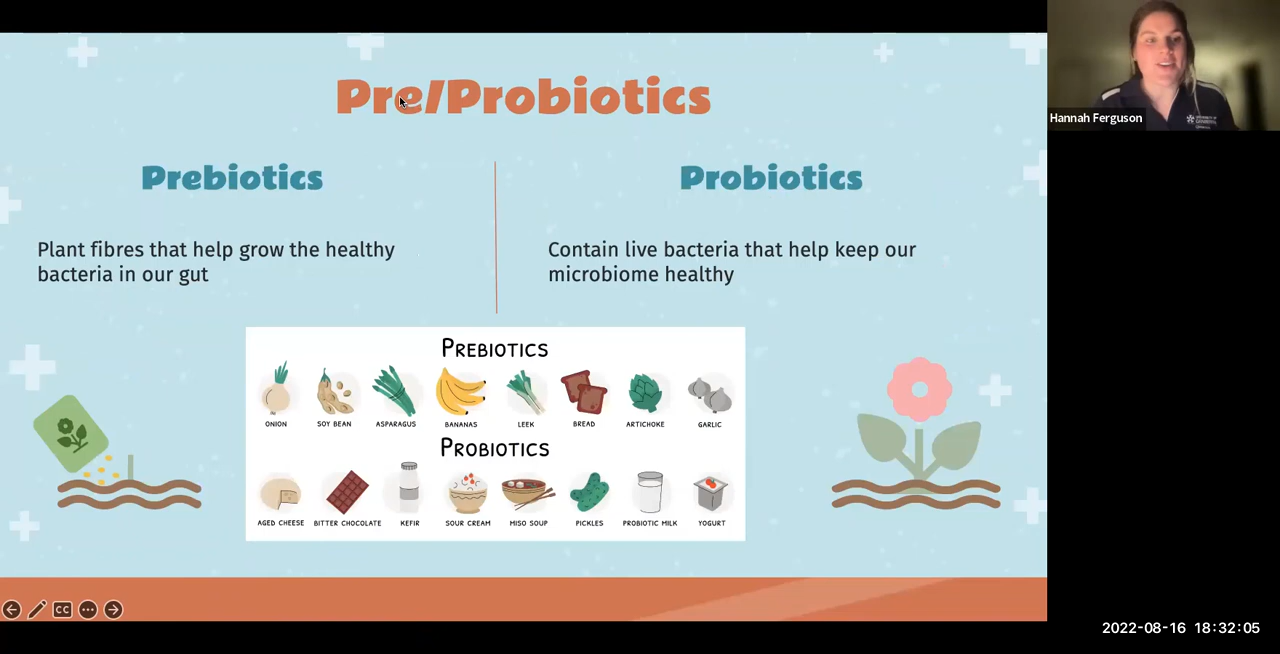 Pre/Probiotics
Prebiotics
Probiotics
Plant fibres that help grow the healthy
bacteria in our gut
Contain live bacteria that help keep our
microbiome healthy
PREBIOTICS
ONION SOY BEAN ASPARAGUS BANANAS LEEK BREAD ARTICHOKE GARLIC
PROBIOTICS
AGED CHEESE BITTER CHOCOLATE KEFIR SOUR CREAM MISO SOUP PICKLES PROBIOTIC MILK YOGURT
CC
Hannah Ferguson
2022-08-16 18:32:05